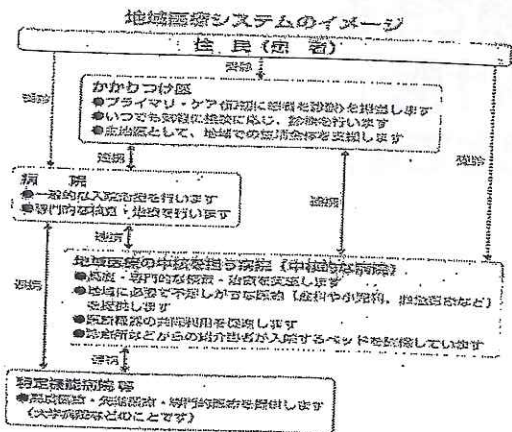 地域医療システムのイメージ
住民（患者）
受診
かかりつけ医
●プライマリ・ケア（初期に患者を診療）を担当します
●いつでも気軽に相談に応じ、診療を行います
●主治医として、地域での生活全体を支援します
受診
受診
連携
病院
●一般的な入院治療を行います
●専門的な検査・治療を行います
連携
連携
連携
地域医療の中核を担う病院（中核的な病院）
●高度・専門的な検査・治療を実施します
●地域に必要で不足しがちな医療（産科や小児科、救急医療など）
を提供します
●医療機器の共同利用を促進します
●診療所などからの紹介患者が入院するベッドを確保しています
連携
特定機能病院等
●高度医療・先進医療・専門的医療を提供します
（大学病院などのことです）